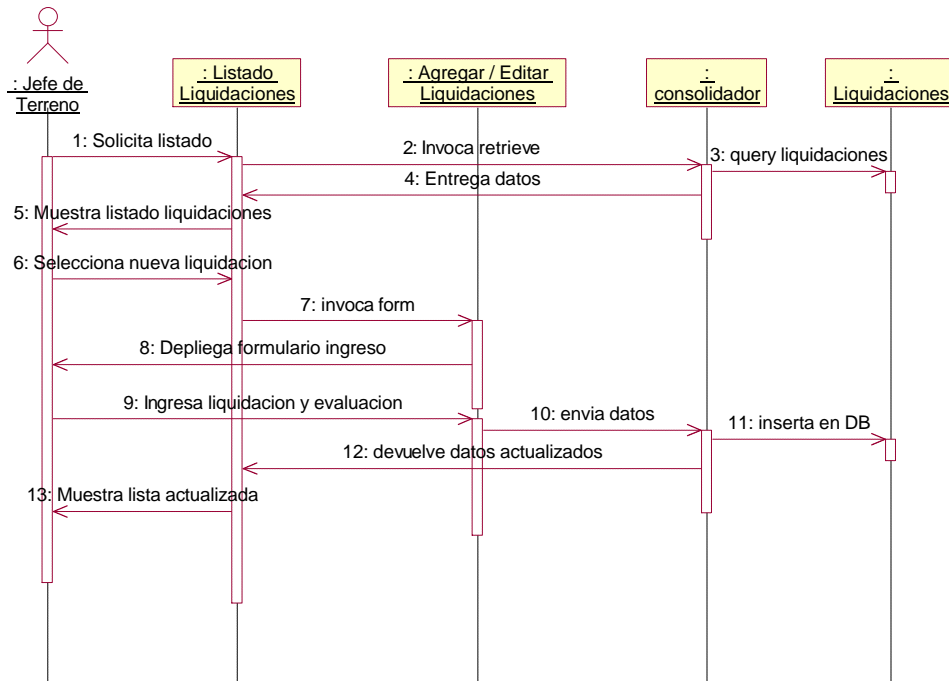 : Jefe de
Terreno
: Listado
Liquidaciones
: Agregar / Editar
Liquidaciones
:
consolidador
:
Liquidaciones
1: Solicita listado
2: Invoca retrieve
3: query liquidaciones
4: Entrega datos
5: Muestra listado liquidaciones
6: Selecciona nueva liquidacion
7: invoca form
8: Depliega formulario ingreso
9: Ingresa liquidacion y evaluacion
10: envia datos
11: inserta en DB
12: devuelve datos actualizados
13: Muestra lista actualizada